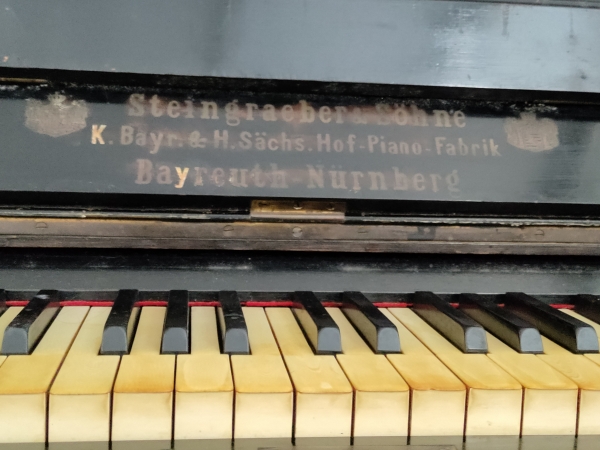 Steingraeber & Söhne
K. Bayr. & H. Sächs. Hof-Piano-Fabrik
Bayreuth Nürnberg